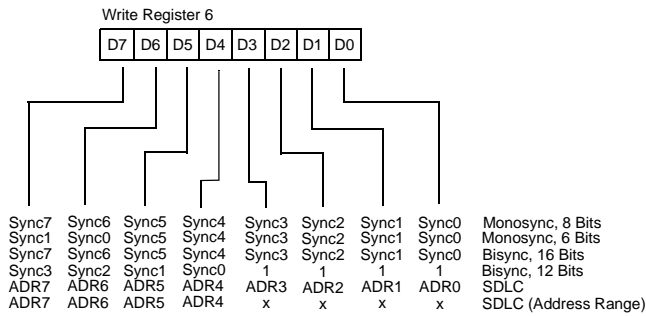 Write Register 6
D7 D6 D5 D4 D3 D2 D1 D0
Sync7 Sync6 Sync5 Sync4 Sync3 Sync2 Sync1 Sync0 Monosync, 8 Bits
Sync1 Sync0 Sync5 Sync4 Sync3 Sync2 Sync1 Sync0 Monosync, 6 Bits
Sync7 Sync6 Sync5 Sync4 Sync3 Sync2 Sync1 Sync0 Bisync, 16 Bits
Sync3 Sync2 Sync1 Sync0 1 1 1 1 Bisync, 12 Bits
ADR7 ADR6 ADR5 ADR4 ADR3 ADR2 ADR1 ADR0 SDLC
ADR7 ADR6 ADR5 ADR4 x x x x SDLC (Address Range)